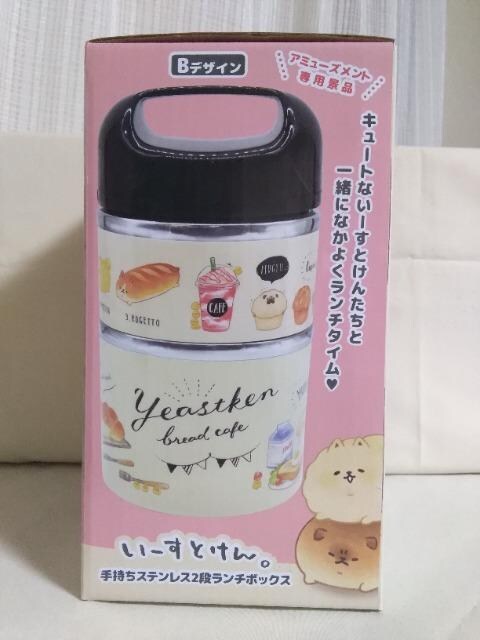 Bデザイン
アミューズメント
専用景品
キュートないーすとけんたちと
一緒になかよくランチタイム♥
3. BOGETTO
CAFE
Yeastken
bread cafe
いーすとけん。
手持ちステンレス2段ランチボックス